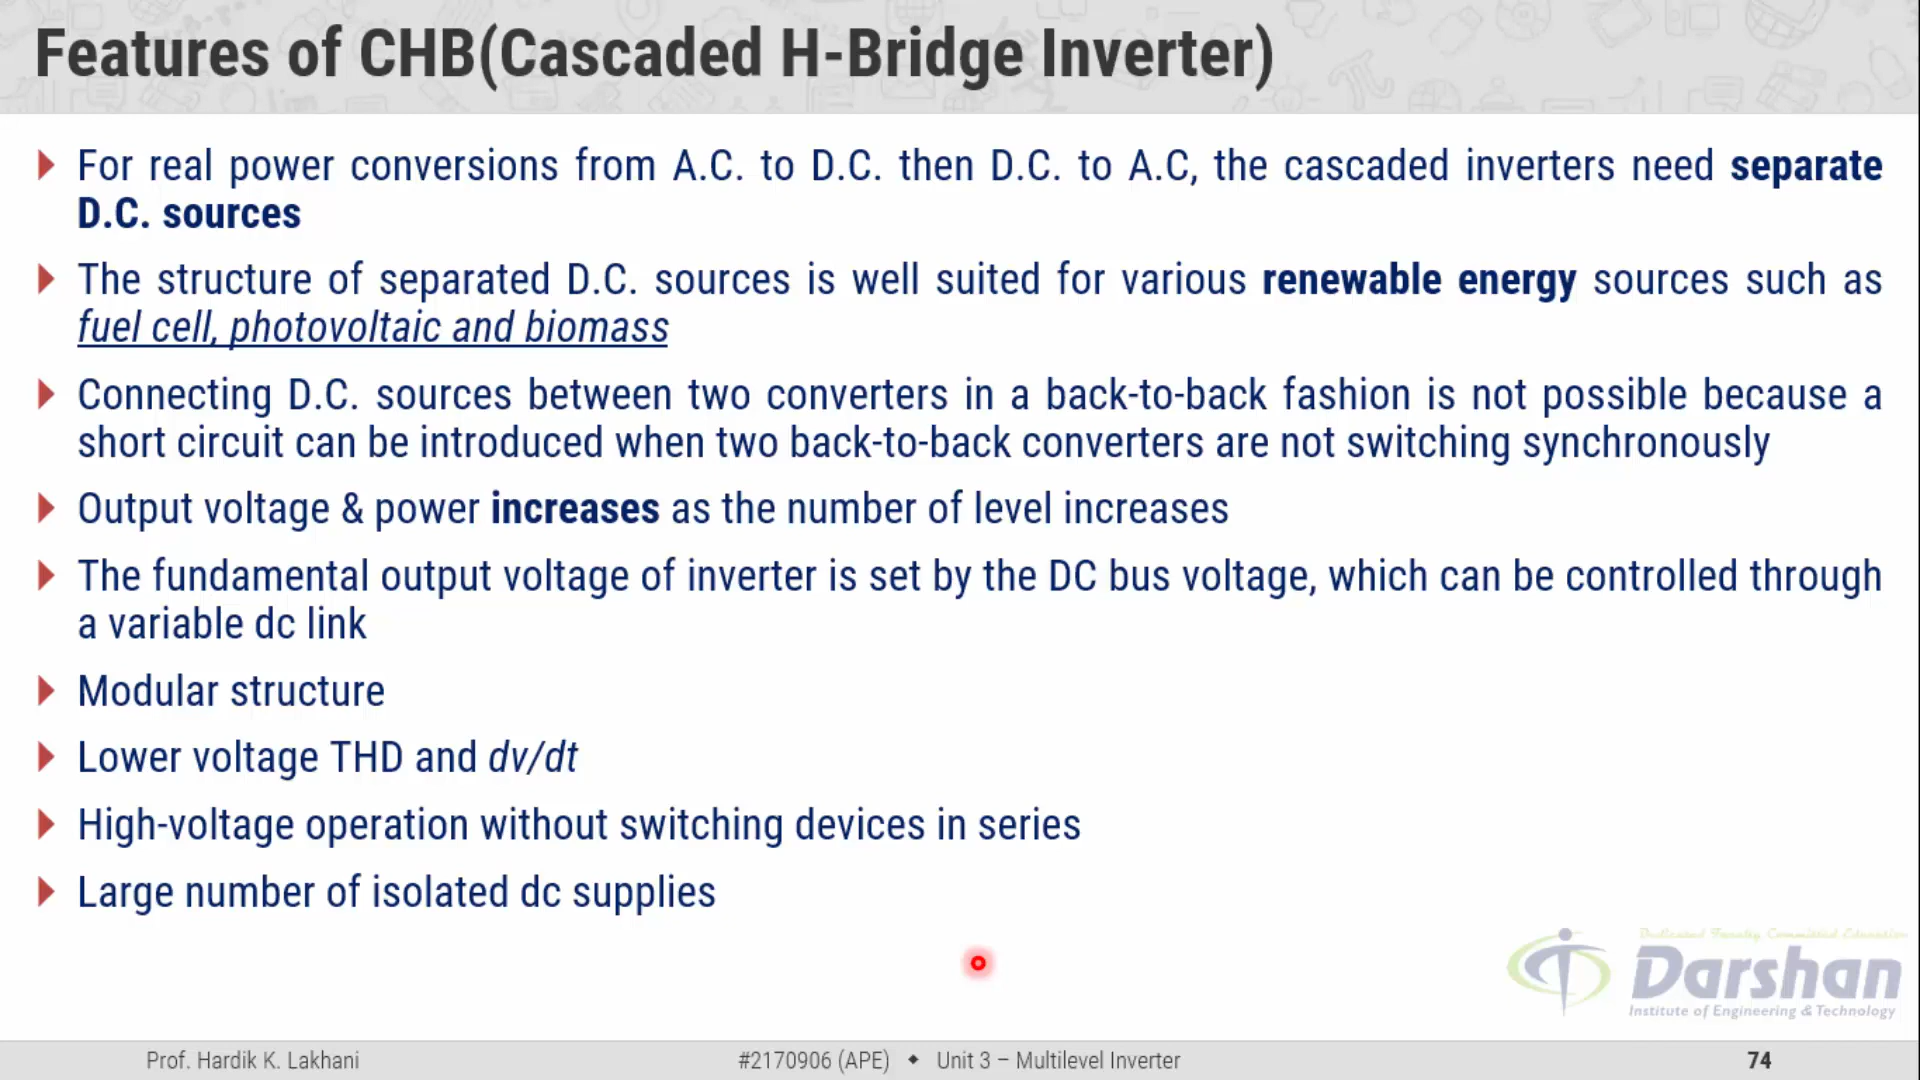 Features of CHB(Cascaded H-Bridge Inverter)
For real power conversions from A.C. to D.C. then D.C. to A.C, the cascaded inverters need separate
D.C. sources
The structure of separated D.C. sources is well suited for various renewable energy sources such as
fuel cell, photovoltaic and biomass
Connecting D.C. sources between two converters in a back-to-back fashion is not possible because a
short circuit can be introduced when two back-to-back converters are not switching synchronously
Output voltage & power increases as the number of level increases
The fundamental output voltage of inverter is set by the DC bus voltage, which can be controlled through
a variable dc link
Modular structure
Lower voltage THD and dv/dt
High-voltage operation without switching devices in series
Large number of isolated dc supplies
Dedicated Faculty Committed Education
Darshan
Institute of Engineering & Technology
Prof. Hardik K. Lakhani
#2170906 (APE) ◆ Unit 3 – Multilevel Inverter
74